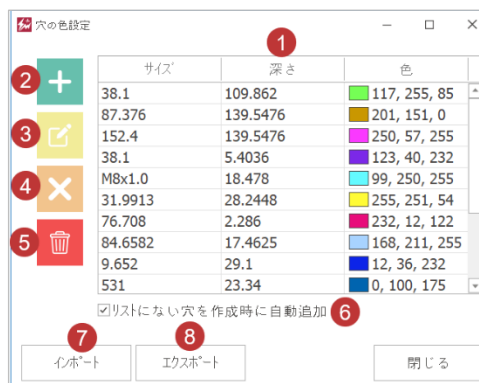 穴の色設定
1
サイズ 深さ 色
2
38.1 109.862 117, 255, 85
87.376 139.5476 201, 151, 0
3
152.4 139.5476 250, 57, 255
38.1 5.4036 123, 40, 232
4
M8x1.0 18.478 99, 250, 255
31.9913 28.2448 255, 251, 54
5
76.708 2.286 232, 12, 122
84.6582 17.4625 168, 211, 255
9.652 29.1 12, 36, 232
531 23.34 0, 100, 175
リストにない穴を作成時に自動追加 6
7 8
インポート エクスポート 閉じる